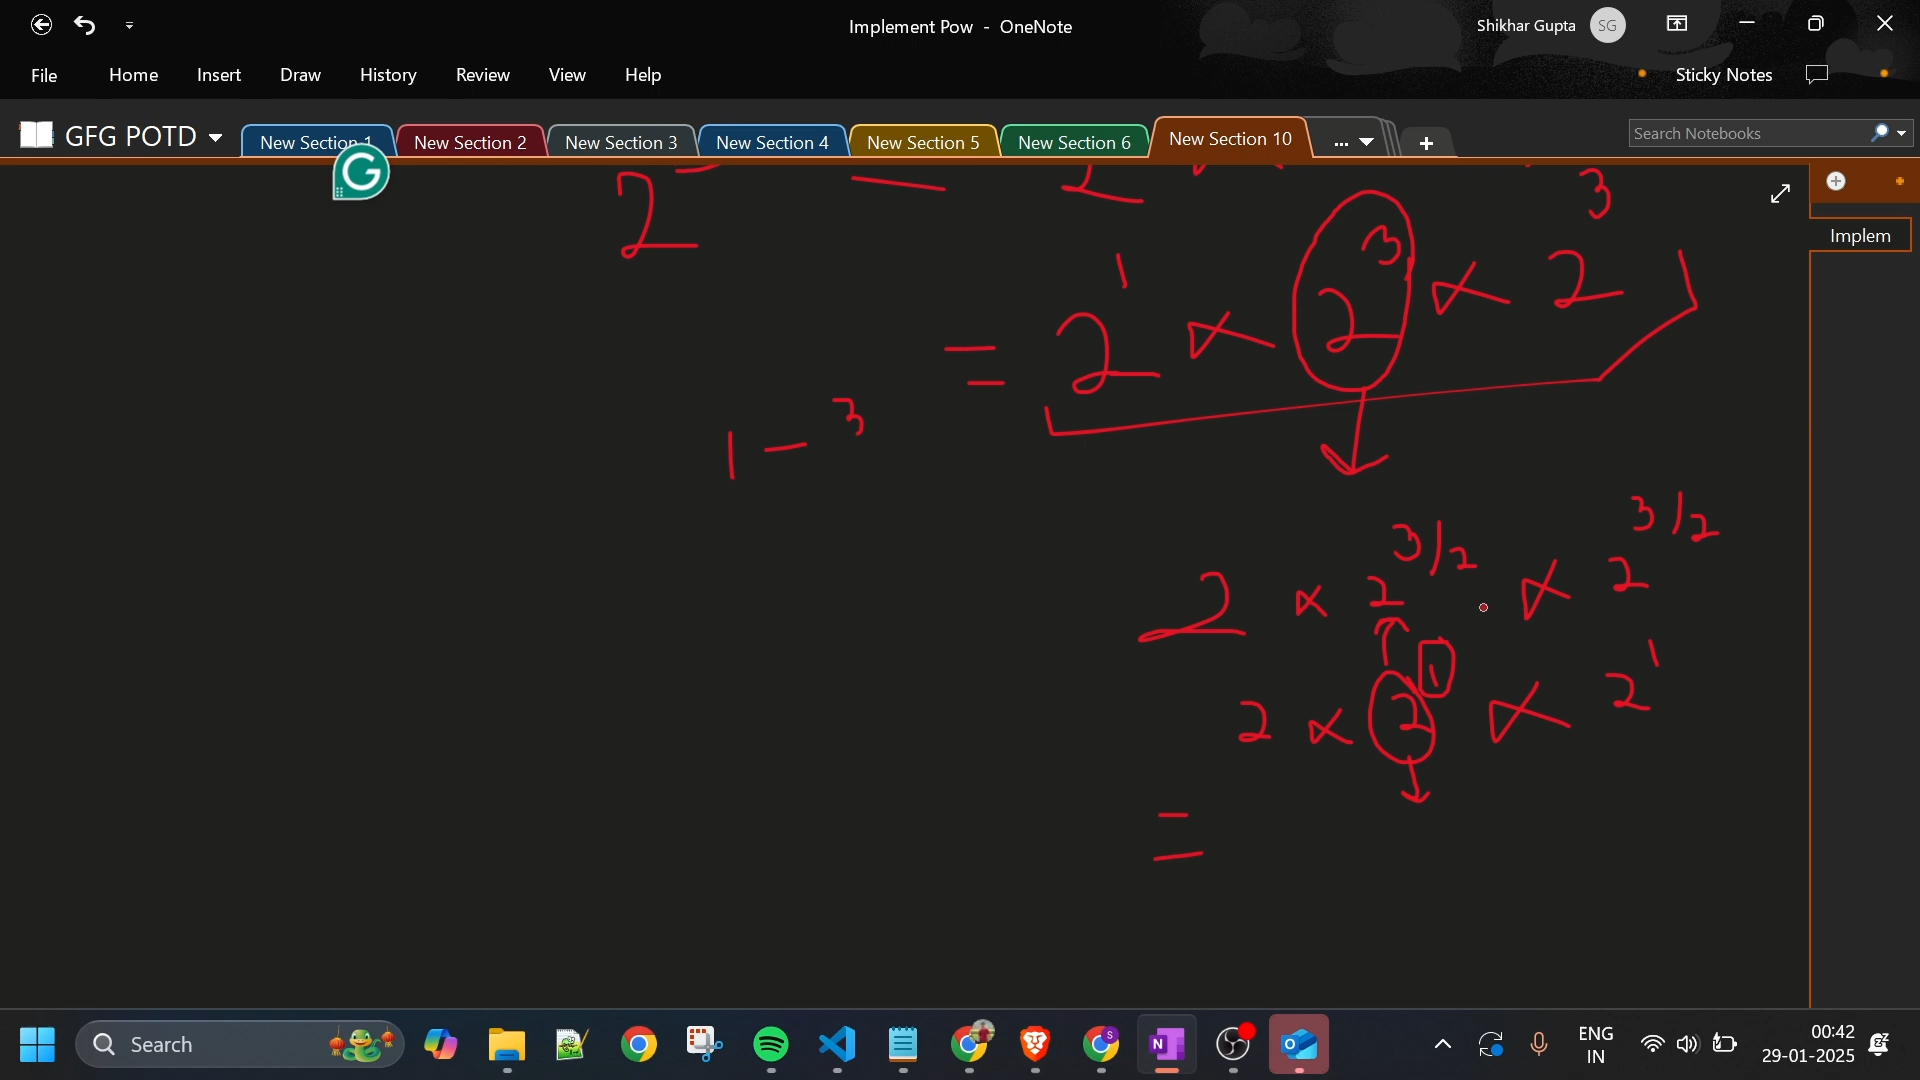 Implement Pow - OneNote
Shikhar Gupta SG
File Home Insert Draw History Review View Help
Sticky Notes
GFG POTD New Section 1 New Section 2 New Section 3 New Section 4 New Section 5 New Section 6 New Section 10 ... +
Search Notebooks
G
Implem
2
3
= 2^1 × 2^3 × 2
1 - 3
2 × 2^3/2 × 2^3/2
2 × 2^1 × 2^1
=
Search
ENG
IN
00:42
29-01-2025